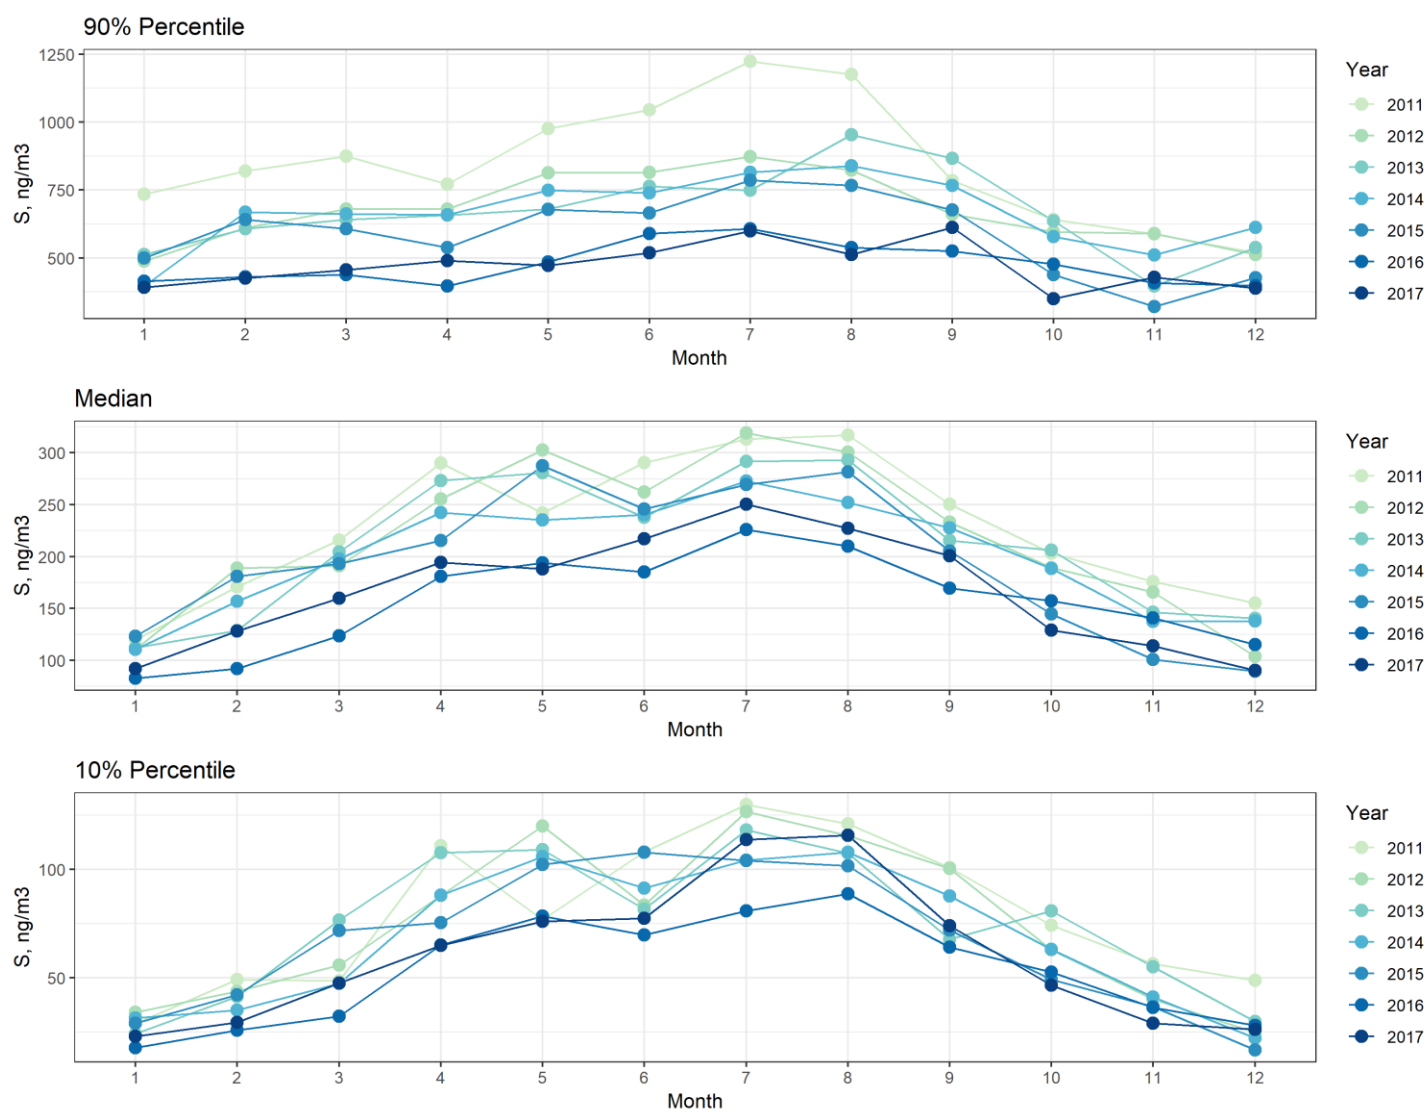 90% Percentile
1250
1000
750
500
S, ng/m3
1 2 3 4 5 6 7 8 9 10 11 12
Month
Year
2011
2012
2013
2014
2015
2016
2017
Median
300
250
200
150
100
S, ng/m3
1 2 3 4 5 6 7 8 9 10 11 12
Month
Year
2011
2012
2013
2014
2015
2016
2017
10% Percentile
100
50
S, ng/m3
1 2 3 4 5 6 7 8 9 10 11 12
Month
Year
2011
2012
2013
2014
2015
2016
2017